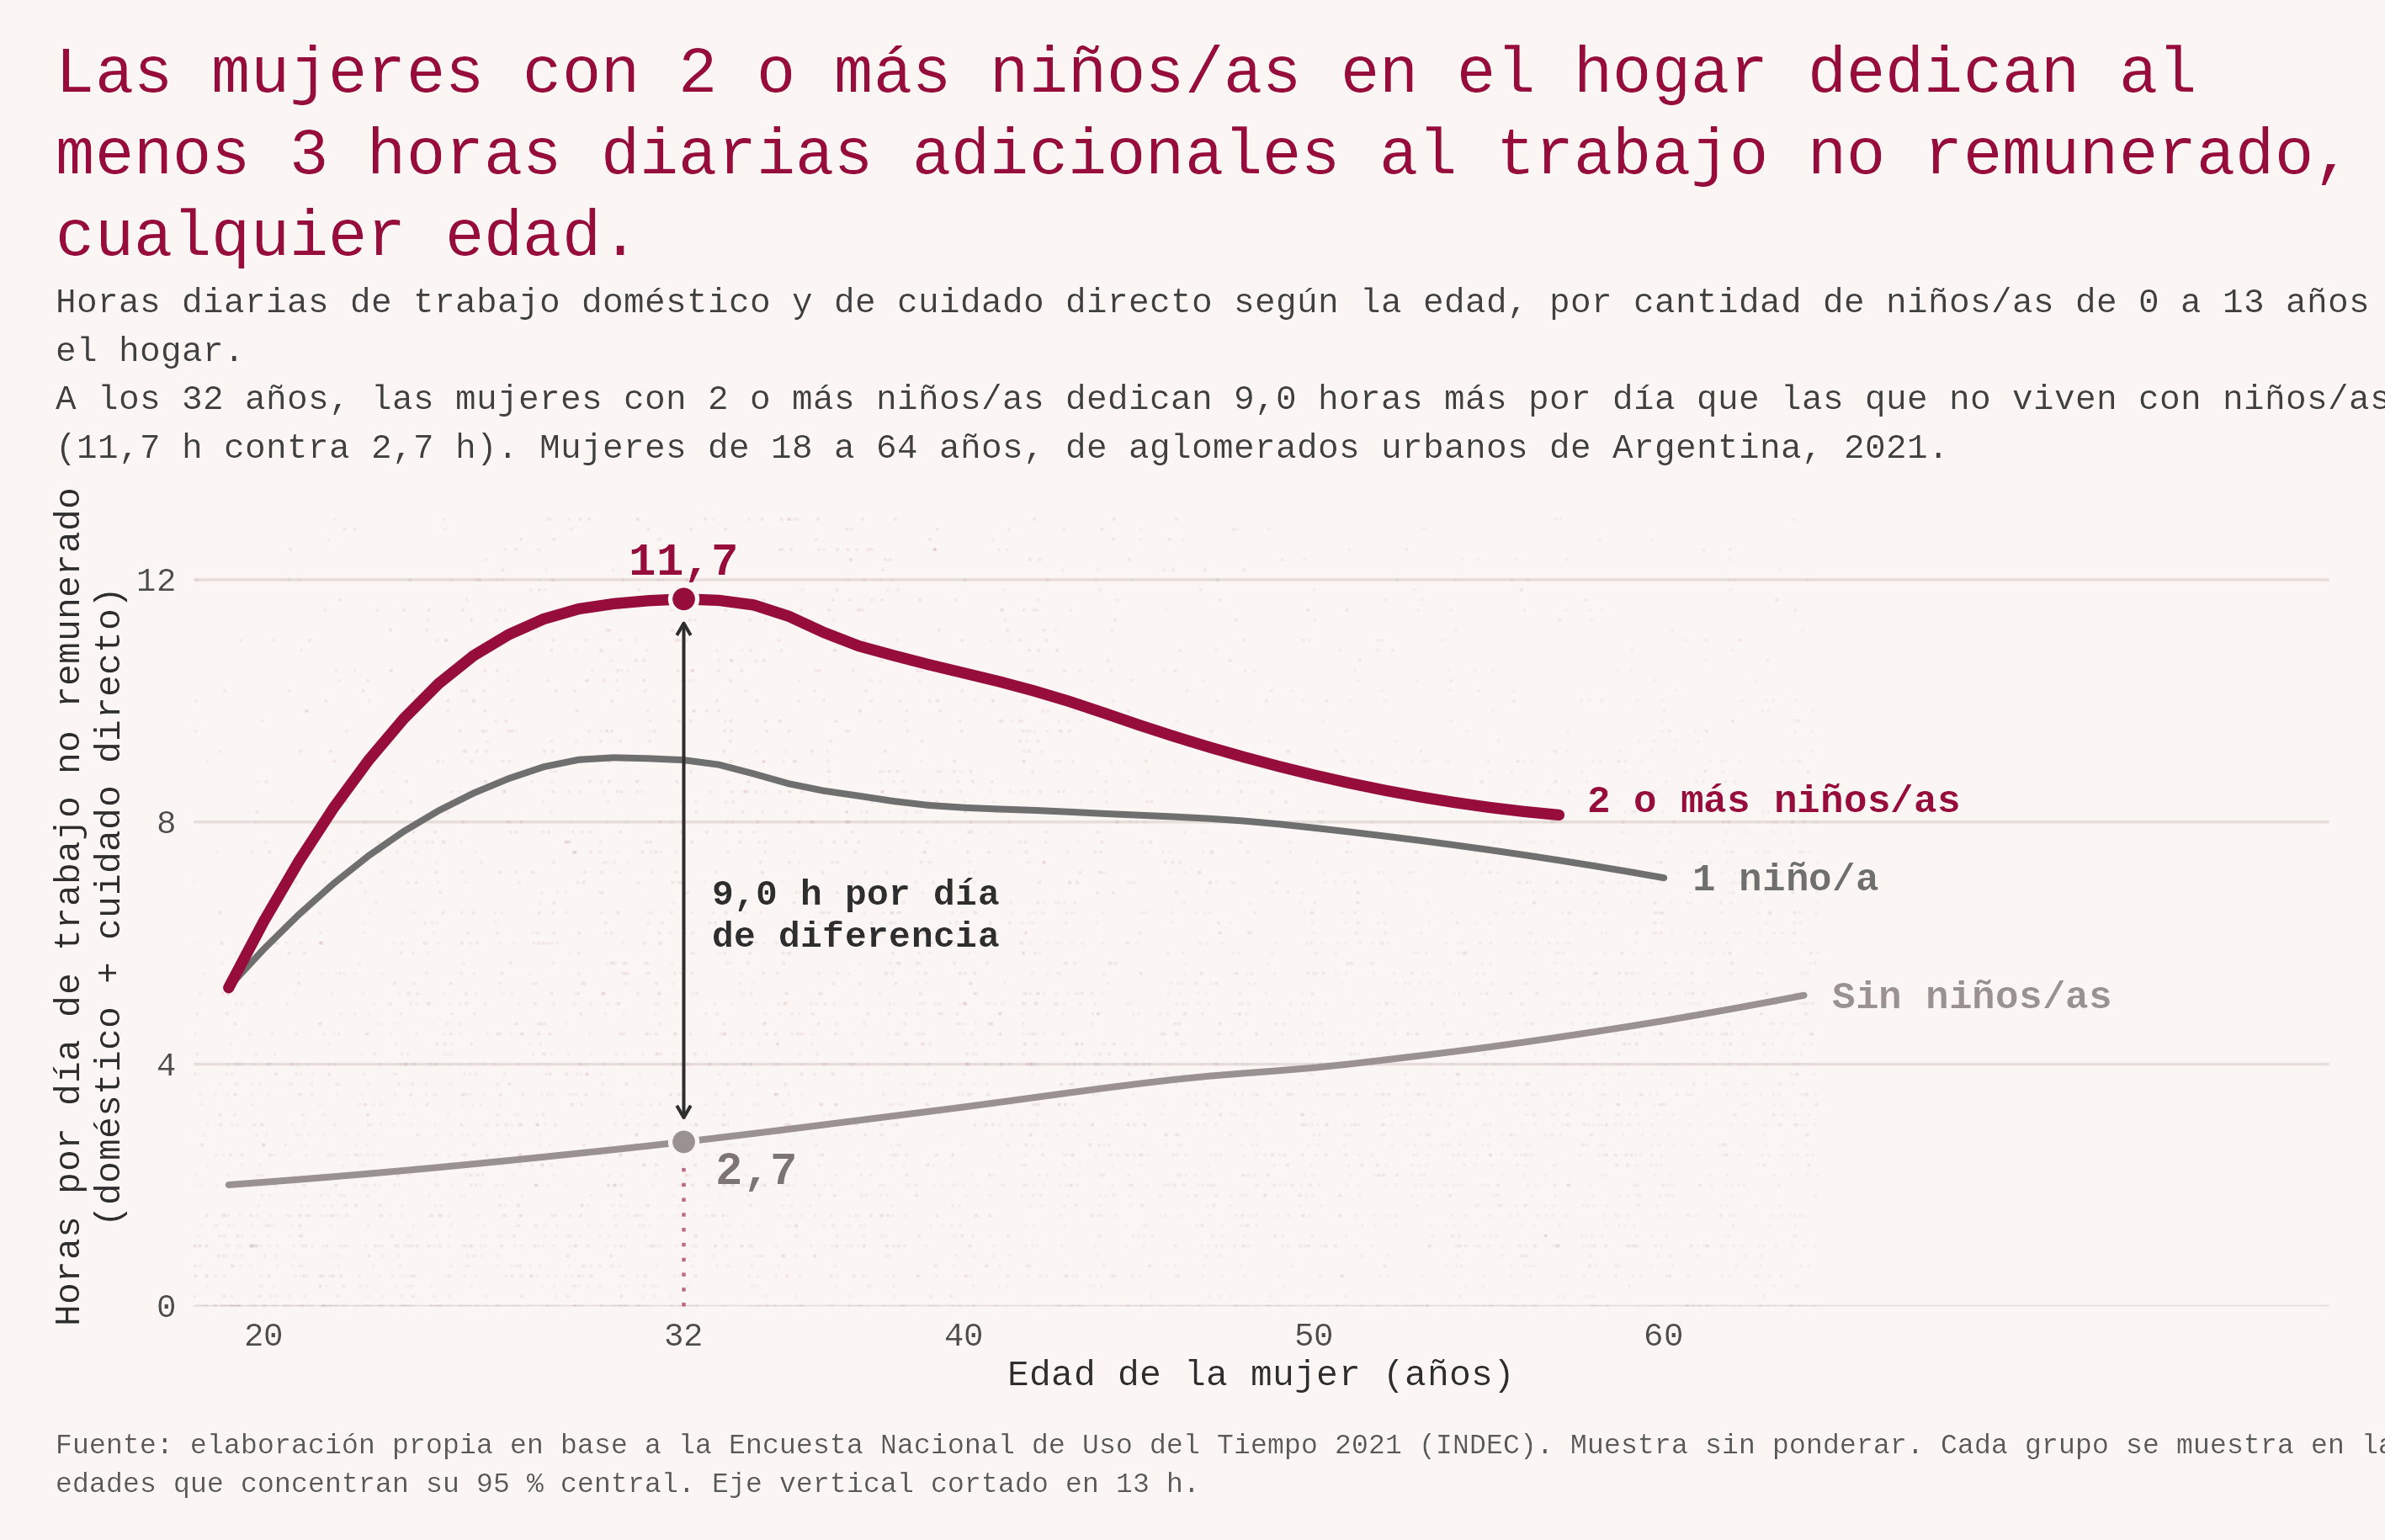 Las mujeres con 2 o más niños/as en el hogar dedican al
menos 3 horas diarias adicionales al trabajo no remunerado,
cualquier edad.
Horas diarias de trabajo doméstico y de cuidado directo según la edad, por cantidad de niños/as de 0 a 13 años
el hogar.
A los 32 años, las mujeres con 2 o más niños/as dedican 9,0 horas más por día que las que no viven con niños/as
(11,7 h contra 2,7 h). Mujeres de 18 a 64 años, de aglomerados urbanos de Argentina, 2021.
Horas por día de trabajo no remunerado
(doméstico + cuidado directo)
12
8
4
0
11,7
9,0 h por día
de diferencia
2,7
2 o más niños/as
1 niño/a
Sin niños/as
20
32
40
50
60
Edad de la mujer (años)
Fuente: elaboración propia en base a la Encuesta Nacional de Uso del Tiempo 2021 (INDEC). Muestra sin ponderar. Cada grupo se muestra en la
edades que concentran su 95 % central. Eje vertical cortado en 13 h.